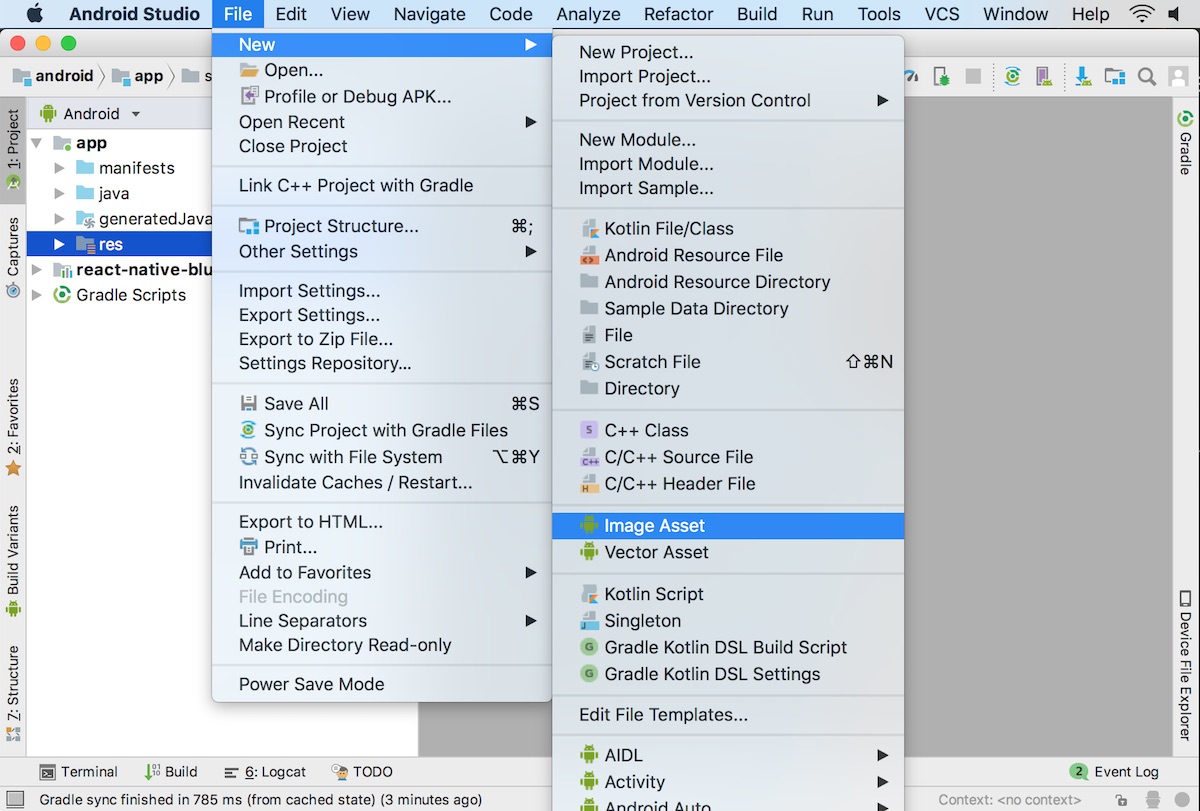 Android Studio File Edit View Navigate Code Analyze Refactor Build Run Tools VCS Window Help
android app s
1: Project
Captures
2: Favorites
Build Variants
7: Structure
Android
app
manifests
java
generatedJava
res
react-native-blu
Gradle Scripts
New
Open...
Profile or Debug APK...
Open Recent
Close Project
Link C++ Project with Gradle
Project Structure... ⌘;
Other Settings
Import Settings...
Export Settings...
Export to Zip File...
Settings Repository...
Save All ⌘S
Sync Project with Gradle Files
Sync with File System ⌥⌘Y
Invalidate Caches / Restart...
Export to HTML...
Print...
Add to Favorites
File Encoding
Line Separators
Make Directory Read-only
Power Save Mode
New Project...
Import Project...
Project from Version Control
New Module...
Import Module...
Import Sample...
Kotlin File/Class
Android Resource File
Android Resource Directory
Sample Data Directory
File
Scratch File ⇧⌘N
Directory
S C++ Class
C++ C/C++ Source File
H C/C++ Header File
Image Asset
Vector Asset
Kotlin Script
J Singleton
G Gradle Kotlin DSL Build Script
G Gradle Kotlin DSL Settings
Edit File Templates...
AIDL
Activity
Android Auto
Gradle
Device File Explorer
Terminal Build 6: Logcat TODO 2 Event Log
Gradle sync finished in 785 ms (from cached state) (3 minutes ago) Context: <no context>